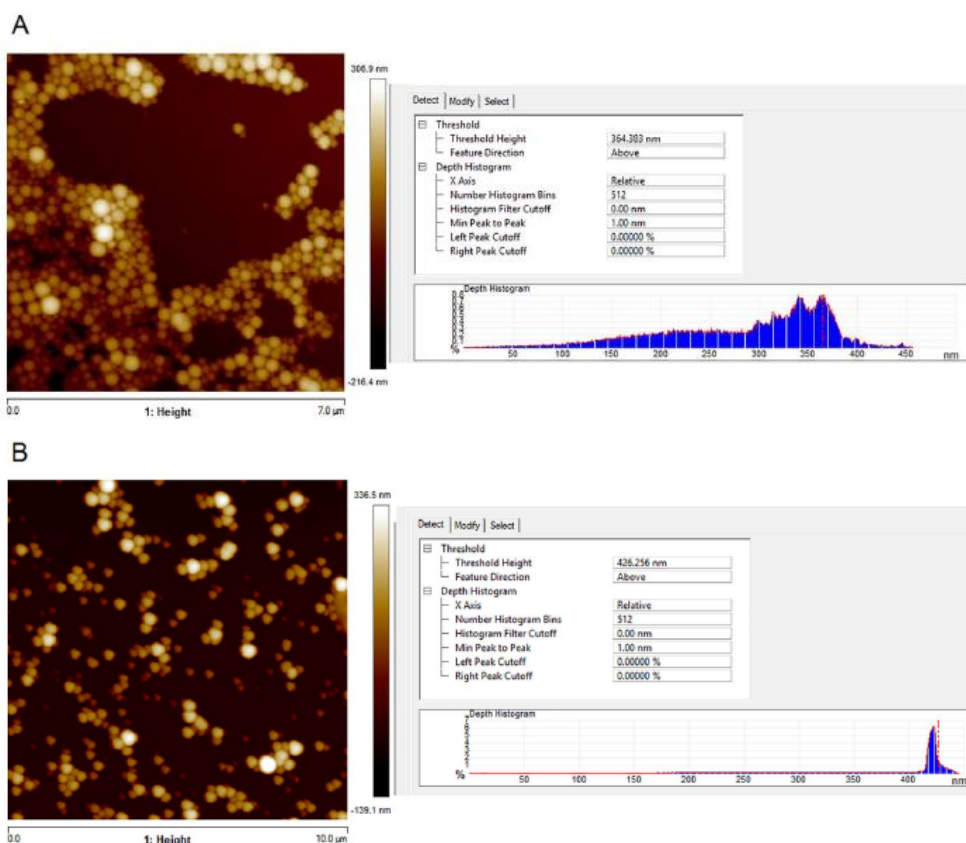 A
306.9 nm
-216.4 nm
0.0 1: Height 7.0 µm
Detect Modify Select
Threshold
Threshold Height 364.383 nm
Feature Direction Above
Depth Histogram
X Axis Relative
Number Histogram Bins 512
Histogram Filter Cutoff 0.00 nm
Min Peak to Peak 1.00 nm
Left Peak Cutoff 0.00000 %
Right Peak Cutoff 0.00000 %
Depth Histogram
%
50 100 150 200 250 300 350 400 450 nm
B
336.5 nm
-139.1 nm
0.0 1: Height 10.0 µm
Detect Modify Select
Threshold
Threshold Height 426.256 nm
Feature Direction Above
Depth Histogram
X Axis Relative
Number Histogram Bins 512
Histogram Filter Cutoff 0.00 nm
Min Peak to Peak 1.00 nm
Left Peak Cutoff 0.00000 %
Right Peak Cutoff 0.00000 %
Depth Histogram
%
50 100 150 200 250 300 350 400 nm